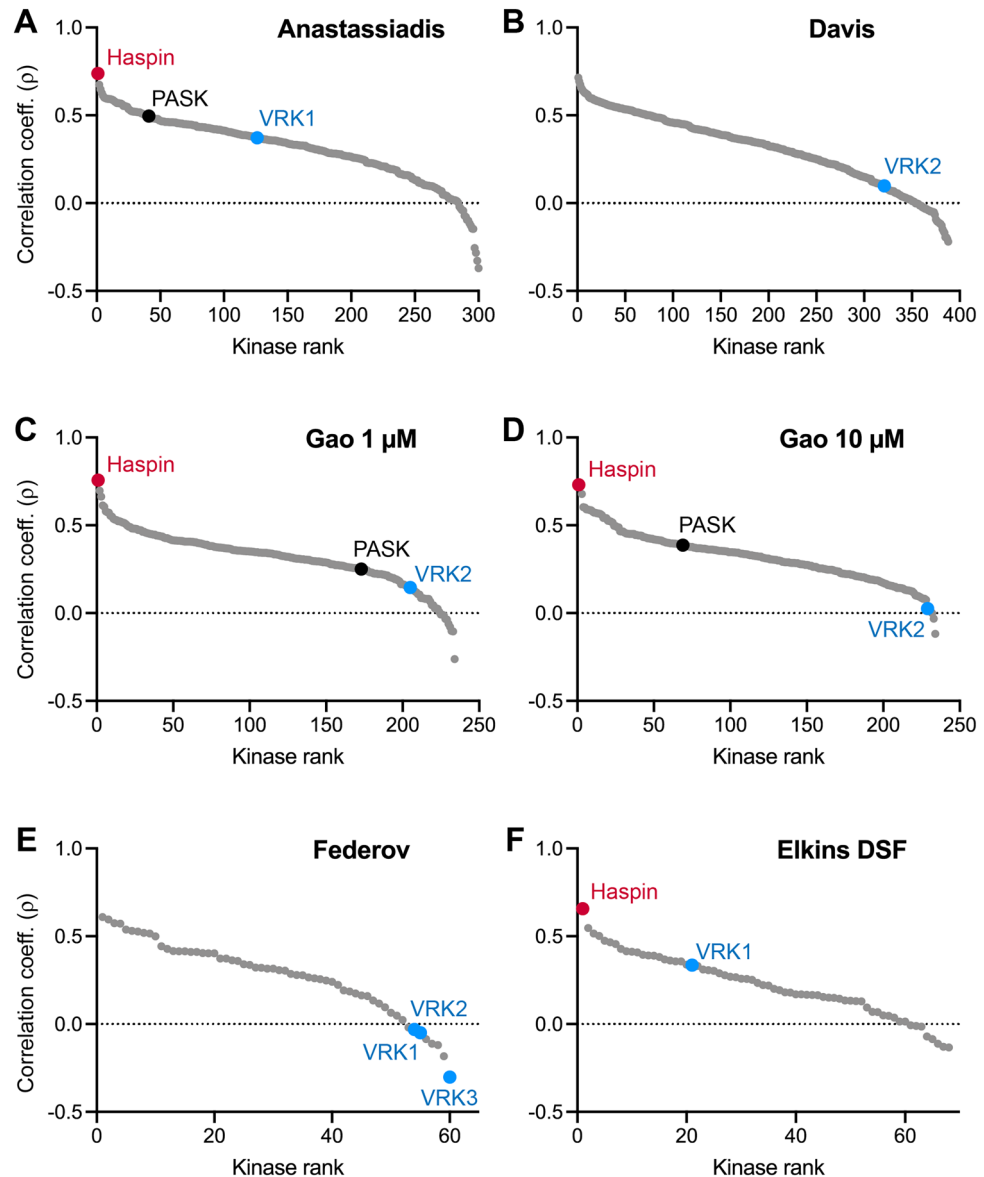 A
Anastassiadis
1.0
0.5
0.0
-0.5
Correlation coeff. (ρ)
Haspin
PASK
VRK1
0 50 100 150 200 250 300
Kinase rank
B
Davis
1.0
0.5
0.0
-0.5
VRK2
0 50 100 150 200 250 300 350 400
Kinase rank
C
Gao 1 µM
1.0
0.5
0.0
-0.5
Correlation coeff. (ρ)
Haspin
PASK
VRK2
0 50 100 150 200 250
Kinase rank
D
Gao 10 µM
1.0
0.5
0.0
-0.5
Haspin
PASK
VRK2
0 50 100 150 200 250
Kinase rank
E
Federov
1.0
0.5
0.0
-0.5
Correlation coeff. (ρ)
VRK2
VRK1
VRK3
0 20 40 60
Kinase rank
F
Elkins DSF
1.0
0.5
0.0
-0.5
Haspin
VRK1
0 20 40 60
Kinase rank